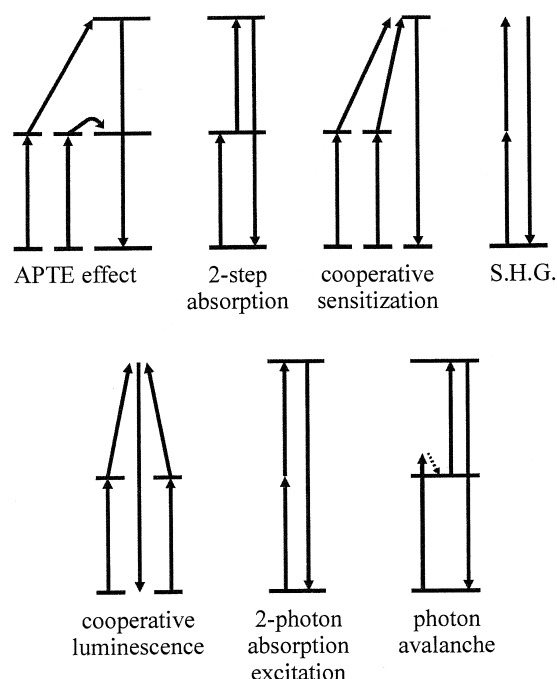 APTE effect
2-step
absorption
cooperative
sensitization
S.H.G.
cooperative
luminescence
2-photon
absorption
excitation
photon
avalanche